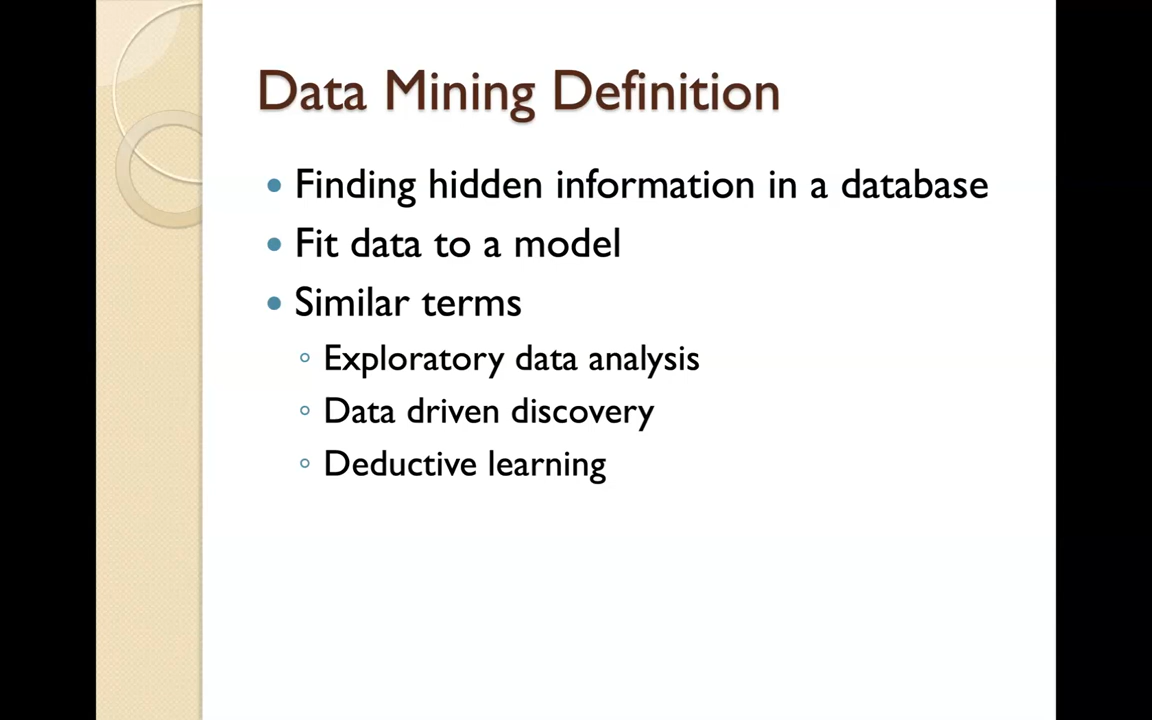 Data Mining Definition
Finding hidden information in a database
Fit data to a model
Similar terms
Exploratory data analysis
Data driven discovery
Deductive learning